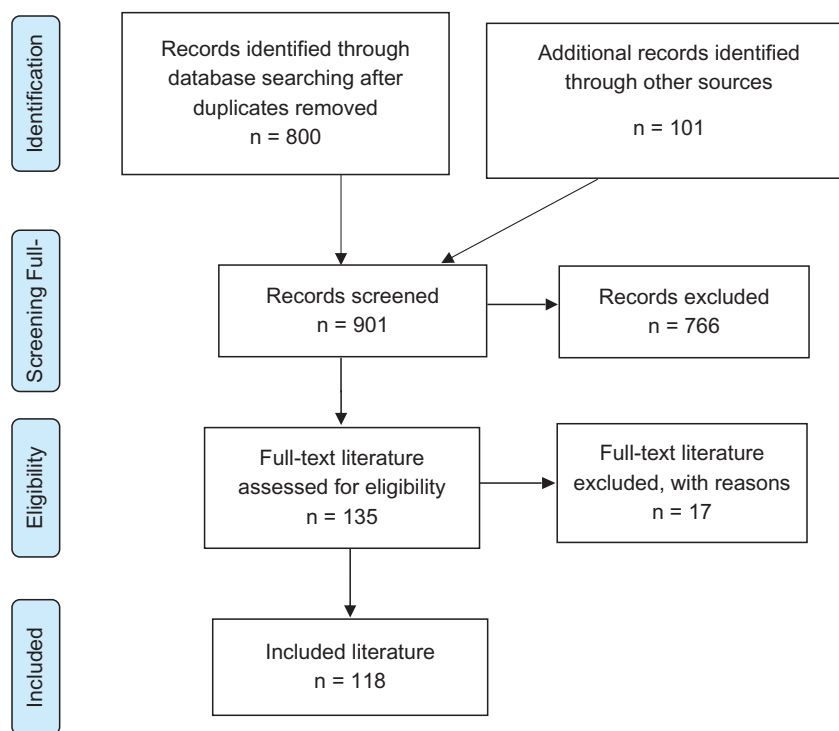 Identification
Records identified through
database searching after
duplicates removed
n = 800
Additional records identified
through other sources
n = 101
Screening Full-
Records screened
n = 901
Records excluded
n = 766
Eligibility
Full-text literature
assessed for eligibility
n = 135
Full-text literature
excluded, with reasons
n = 17
Included
Included literature
n = 118